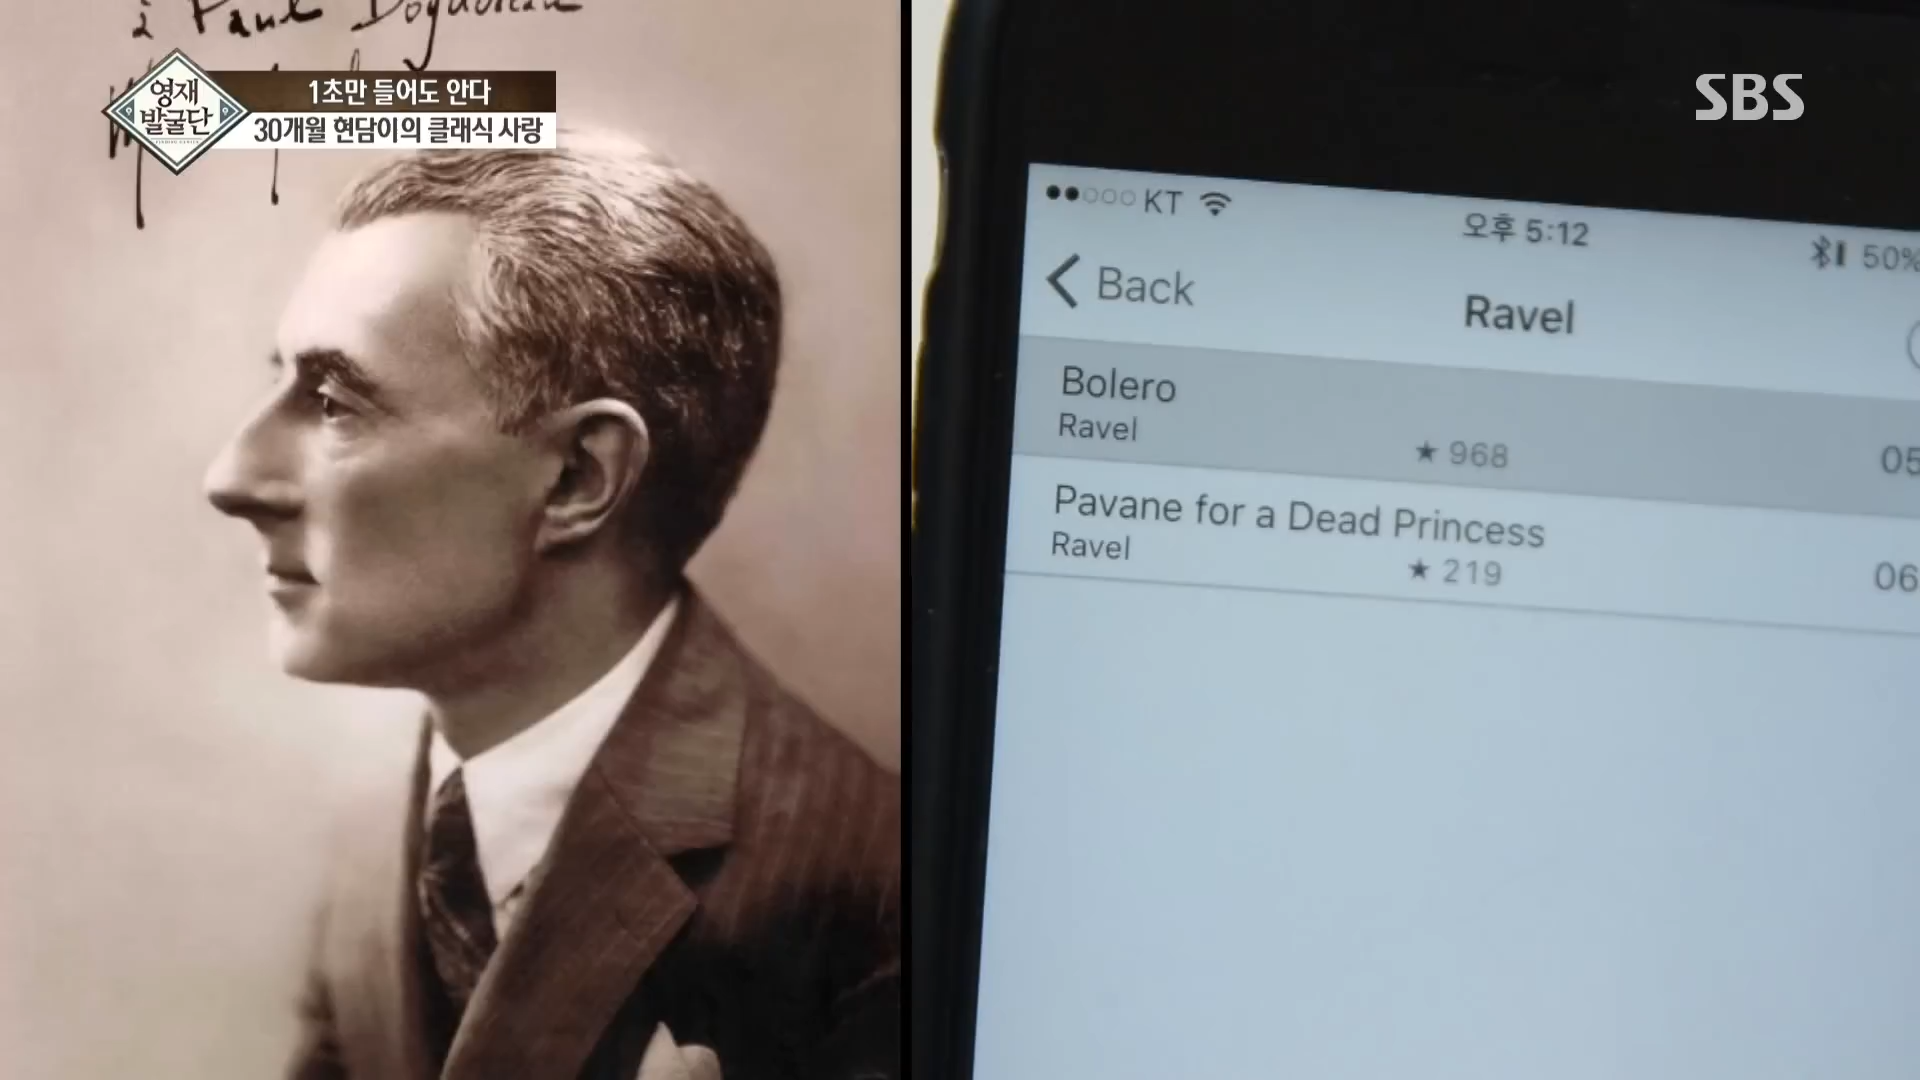 à Paul
영재
발굴단
1초만 들어도 안다
30개월 현담이의 클래식 사랑
SBS
KT
오후 5:12
50%
Back
Ravel
Bolero
Ravel
★ 968
05
Pavane for a Dead Princess
Ravel
★ 219
06